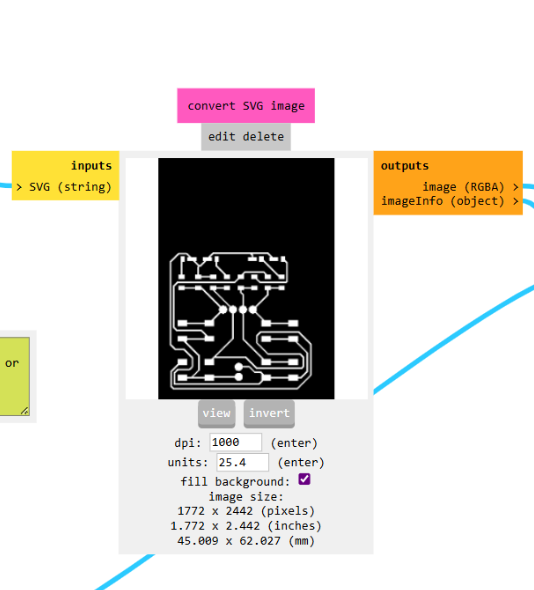 convert SVG image
edit delete
inputs
> SVG (string)
outputs
image (RGBA) >
imageInfo (object) >
or
view invert
dpi: 1000 (enter)
units: 25.4 (enter)
fill background:
image size:
1772 x 2442 (pixels)
1.772 x 2.442 (inches)
45.009 x 62.027 (mm)